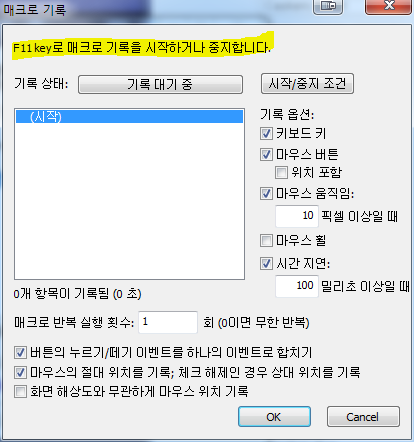 매크로 기록
F11 key로 매크로 기록을 시작하거나 중지합니다.
기록 상태: 기록 대기 중 시작/중지 조건
(시작)
기록 옵션:
키보드 키
마우스 버튼
위치 포함
마우스 움직임:
10 픽셀 이상일 때
마우스 휠
시간 지연:
100 밀리초 이상일 때
0개 항목이 기록됨 (0 초)
매크로 반복 실행 횟수: 1 회 (0이면 무한 반복)
버튼의 누르기/떼기 이벤트를 하나의 이벤트로 합치기
마우스의 절대 위치를 기록; 체크 해제인 경우 상대 위치를 기록
화면 해상도와 무관하게 마우스 위치 기록
OK Cancel